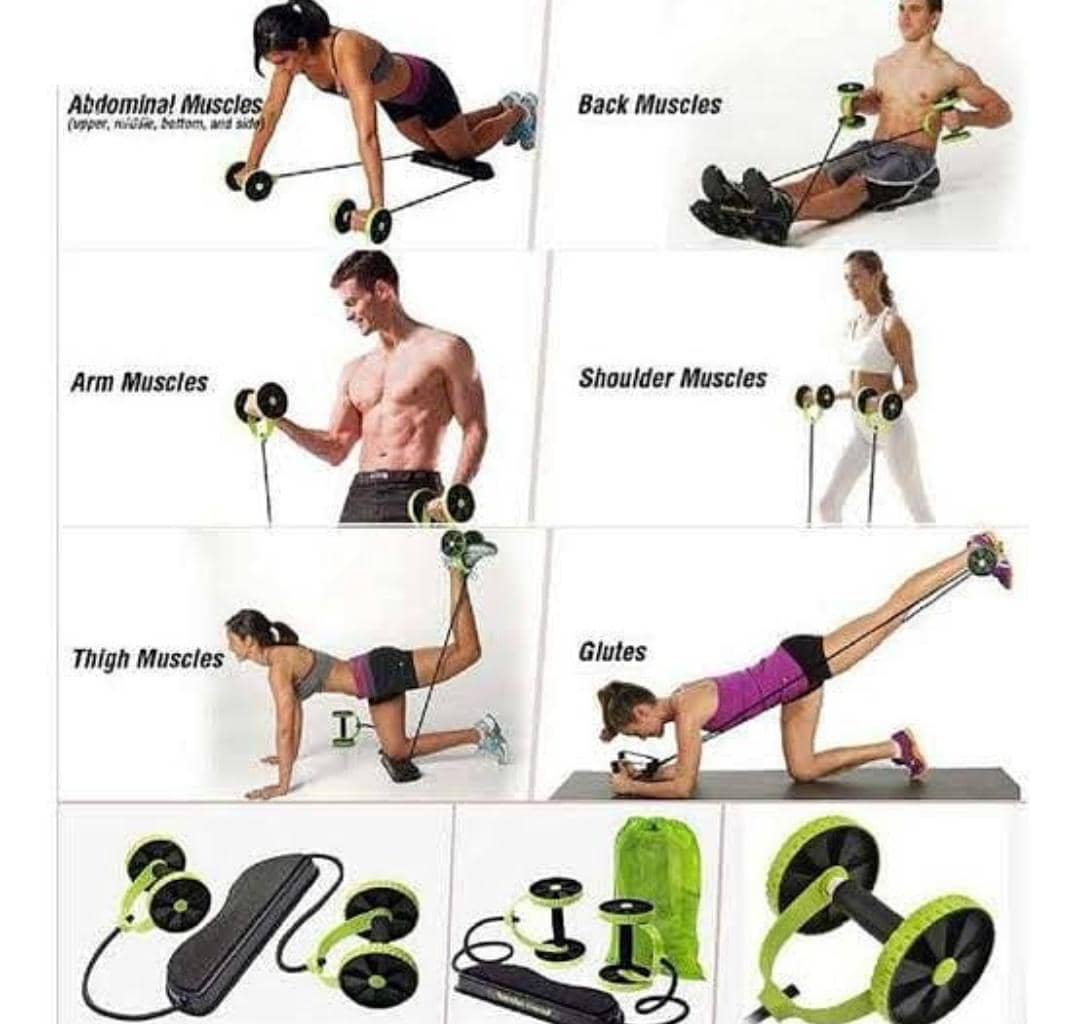 Abdominal Muscles
(upper, middle, bottom, and side)
Back Muscles
Arm Muscles
Shoulder Muscles
Thigh Muscles
Glutes